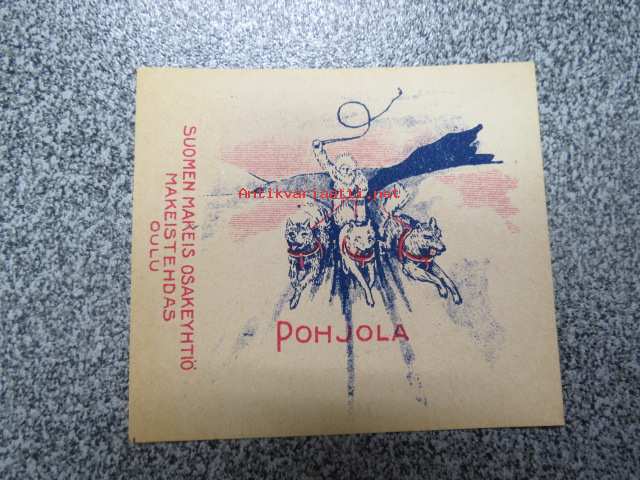 SUOMEN MAKEIS OSAKEYHTIÖ
MAKEISTEHDAS
OULU
Antikvariaatti.net
POHJOLA